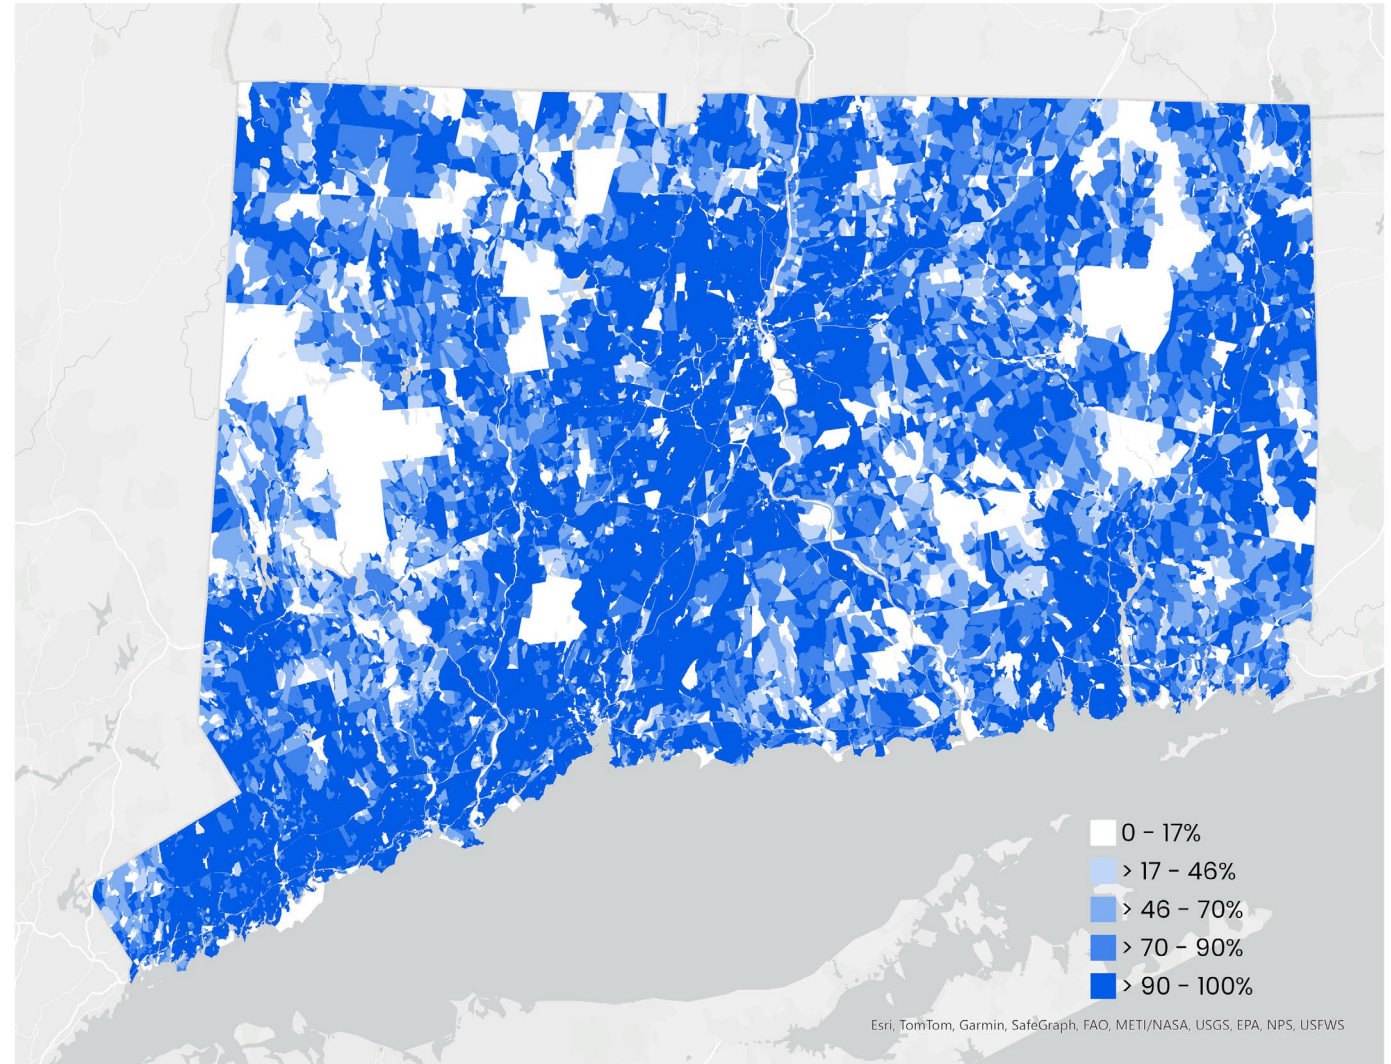 0 - 17%
> 17 - 46%
> 46 - 70%
> 70 - 90%
> 90 - 100%
Esri, TomTom, Garmin, SafeGraph, FAO, METI/NASA, USGS, EPA, NPS, USFWS